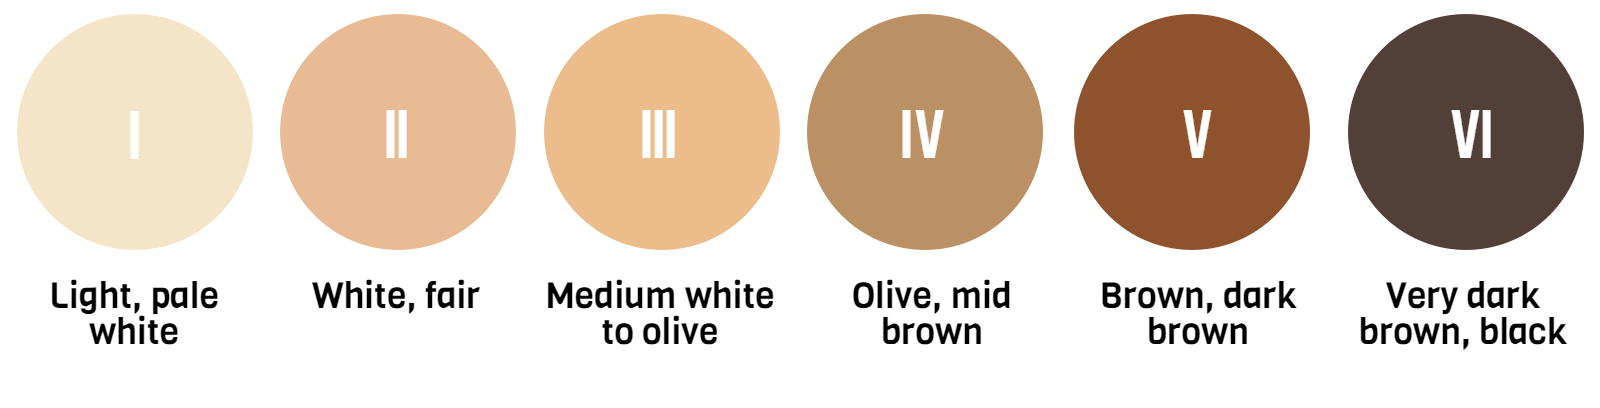 I
II
III
IV
V
VI
Light, pale
white
White, fair
Medium white
to olive
Olive, mid
brown
Brown, dark
brown
Very dark
brown, black